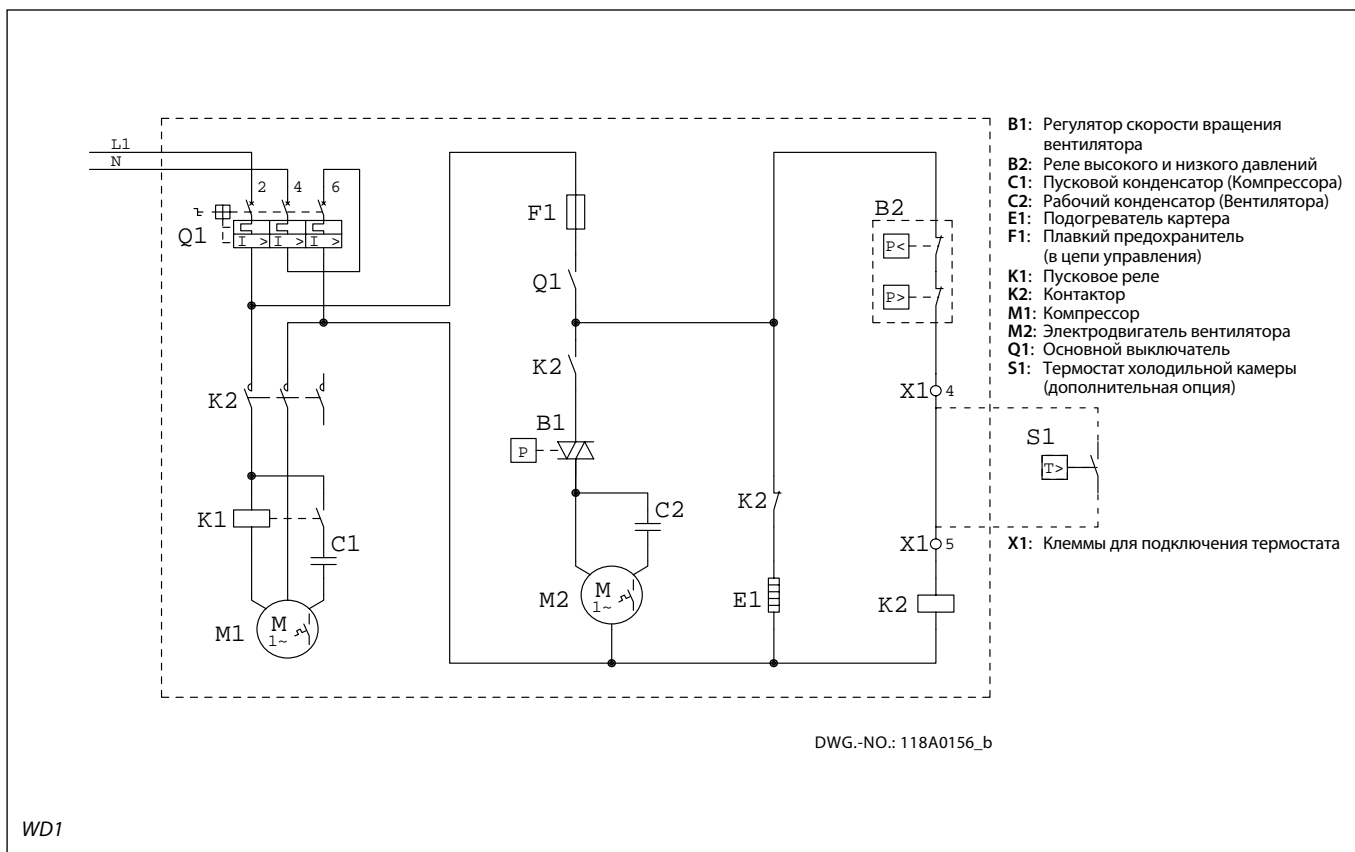 L1
N
2 4 6
Q1
I > I > I >
F1
Q1
B2
P<
P>
K2
K2
B1
P
X1 4
S1
T>
K1
C1
C2
K2
X1 5
M1
M
1~
M2
M
1~
E1
K2
B1: Регулятор скорости вращения
вентилятора
B2: Реле высокого и низкого давлений
C1: Пусковой конденсатор (Компрессора)
C2: Рабочий конденсатор (Вентилятора)
E1: Подогреватель картера
F1: Плавкий предохранитель
(в цепи управления)
K1: Пусковое реле
K2: Контактор
M1: Компрессор
M2: Электродвигатель вентилятора
Q1: Основной выключатель
S1: Термостат холодильной камеры
(дополнительная опция)
X1: Клеммы для подключения термостата
DWG.-NO.: 118A0156_b
WD1